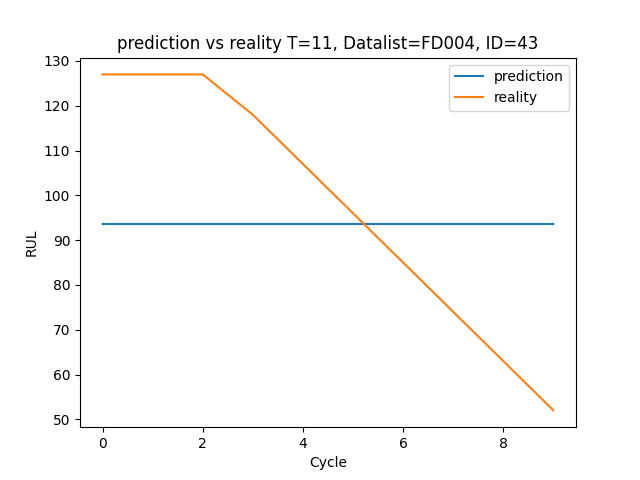 prediction vs reality T=11, Datalist=FD004, ID=43
prediction
reality
RUL
130
120
110
100
90
80
70
60
50
0 2 4 6 8
Cycle